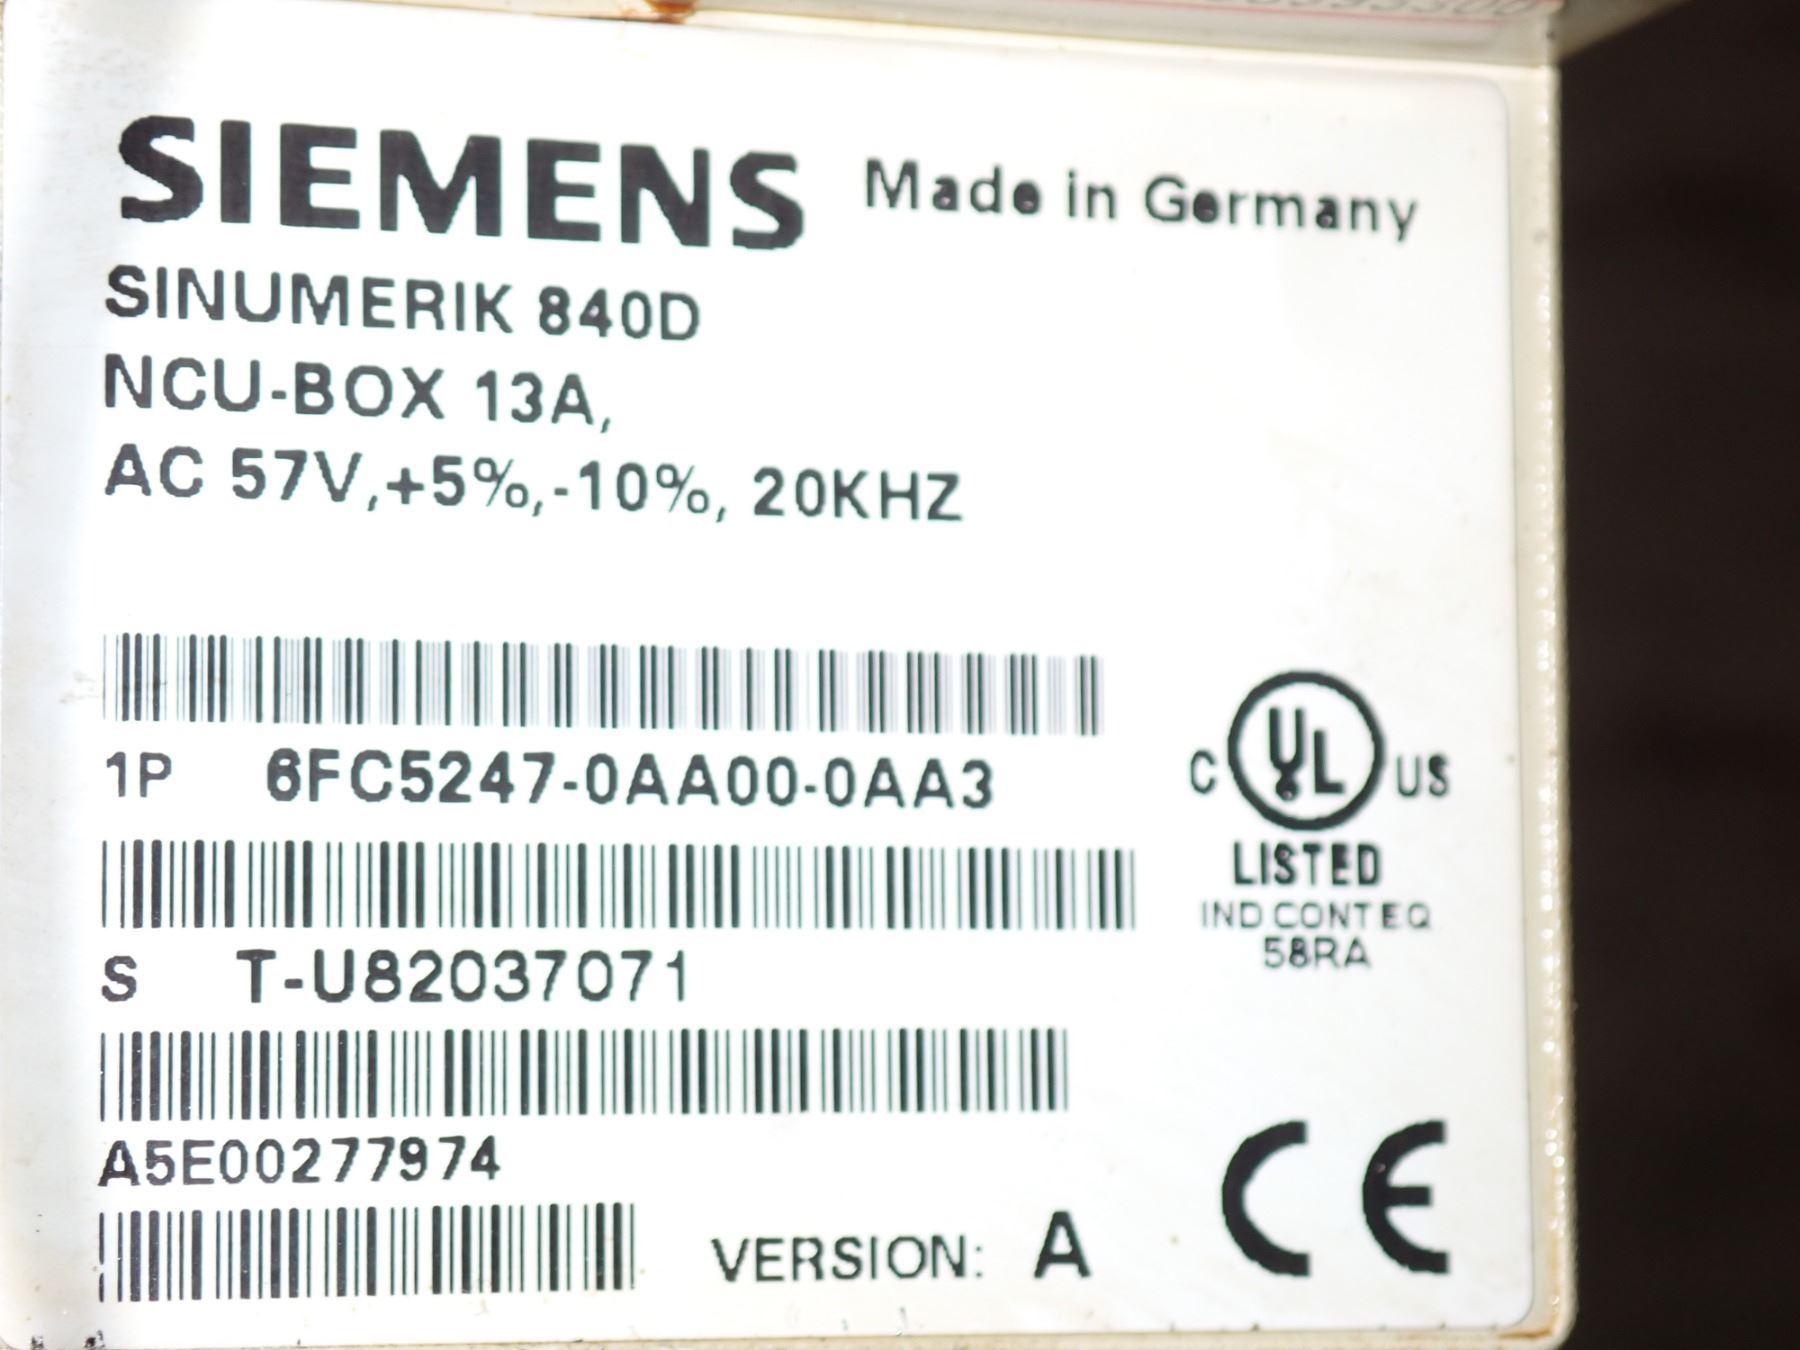 SIEMENS Made in Germany
SINUMERIK 840D
NCU-BOX 13A,
AC 57V,+5%,-10%, 20KHZ
1P 6FC5247-0AA00-0AA3
C UL US
LISTED
IND CONT EQ
58RA
S T-U82037071
A5E00277974
VERSION: A
CE